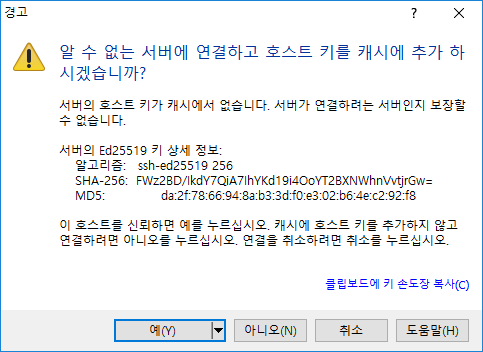 경고
알 수 없는 서버에 연결하고 호스트 키를 캐시에 추가 하
시겠습니까?
서버의 호스트 키가 캐시에서 없습니다. 서버가 연결하려는 서버인지 보장할
수 없습니다.
서버의 Ed25519 키 상세 정보:
알고리즘: ssh-ed25519 256
SHA-256: FWz2BD/IkdY7QiA7IhYKd19i4OoYT2BXNWhnVvtjrGw=
MD5: da:2f:78:66:94:8a:b3:3d:f0:e3:02:b6:4e:c2:92:f8
이 호스트를 신뢰하면 예를 누르십시오. 캐시에 호스트 키를 추가하지 않고
연결하려면 아니오를 누르십시오. 연결을 취소하려면 취소를 누르십시오.
클립보드에 키 손도장 복사(C)
예(Y) 아니오(N) 취소 도움말(H)